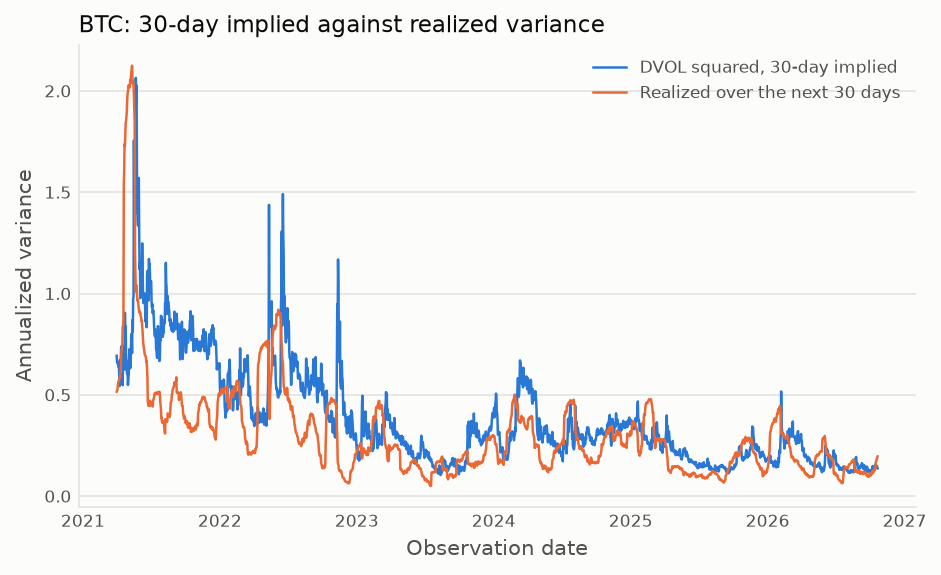 BTC: 30-day implied against realized variance
DVOL squared, 30-day implied
Realized over the next 30 days
Annualized variance
2.0
1.5
1.0
0.5
0.0
2021
2022
2023
2024
2025
2026
2027
Observation date